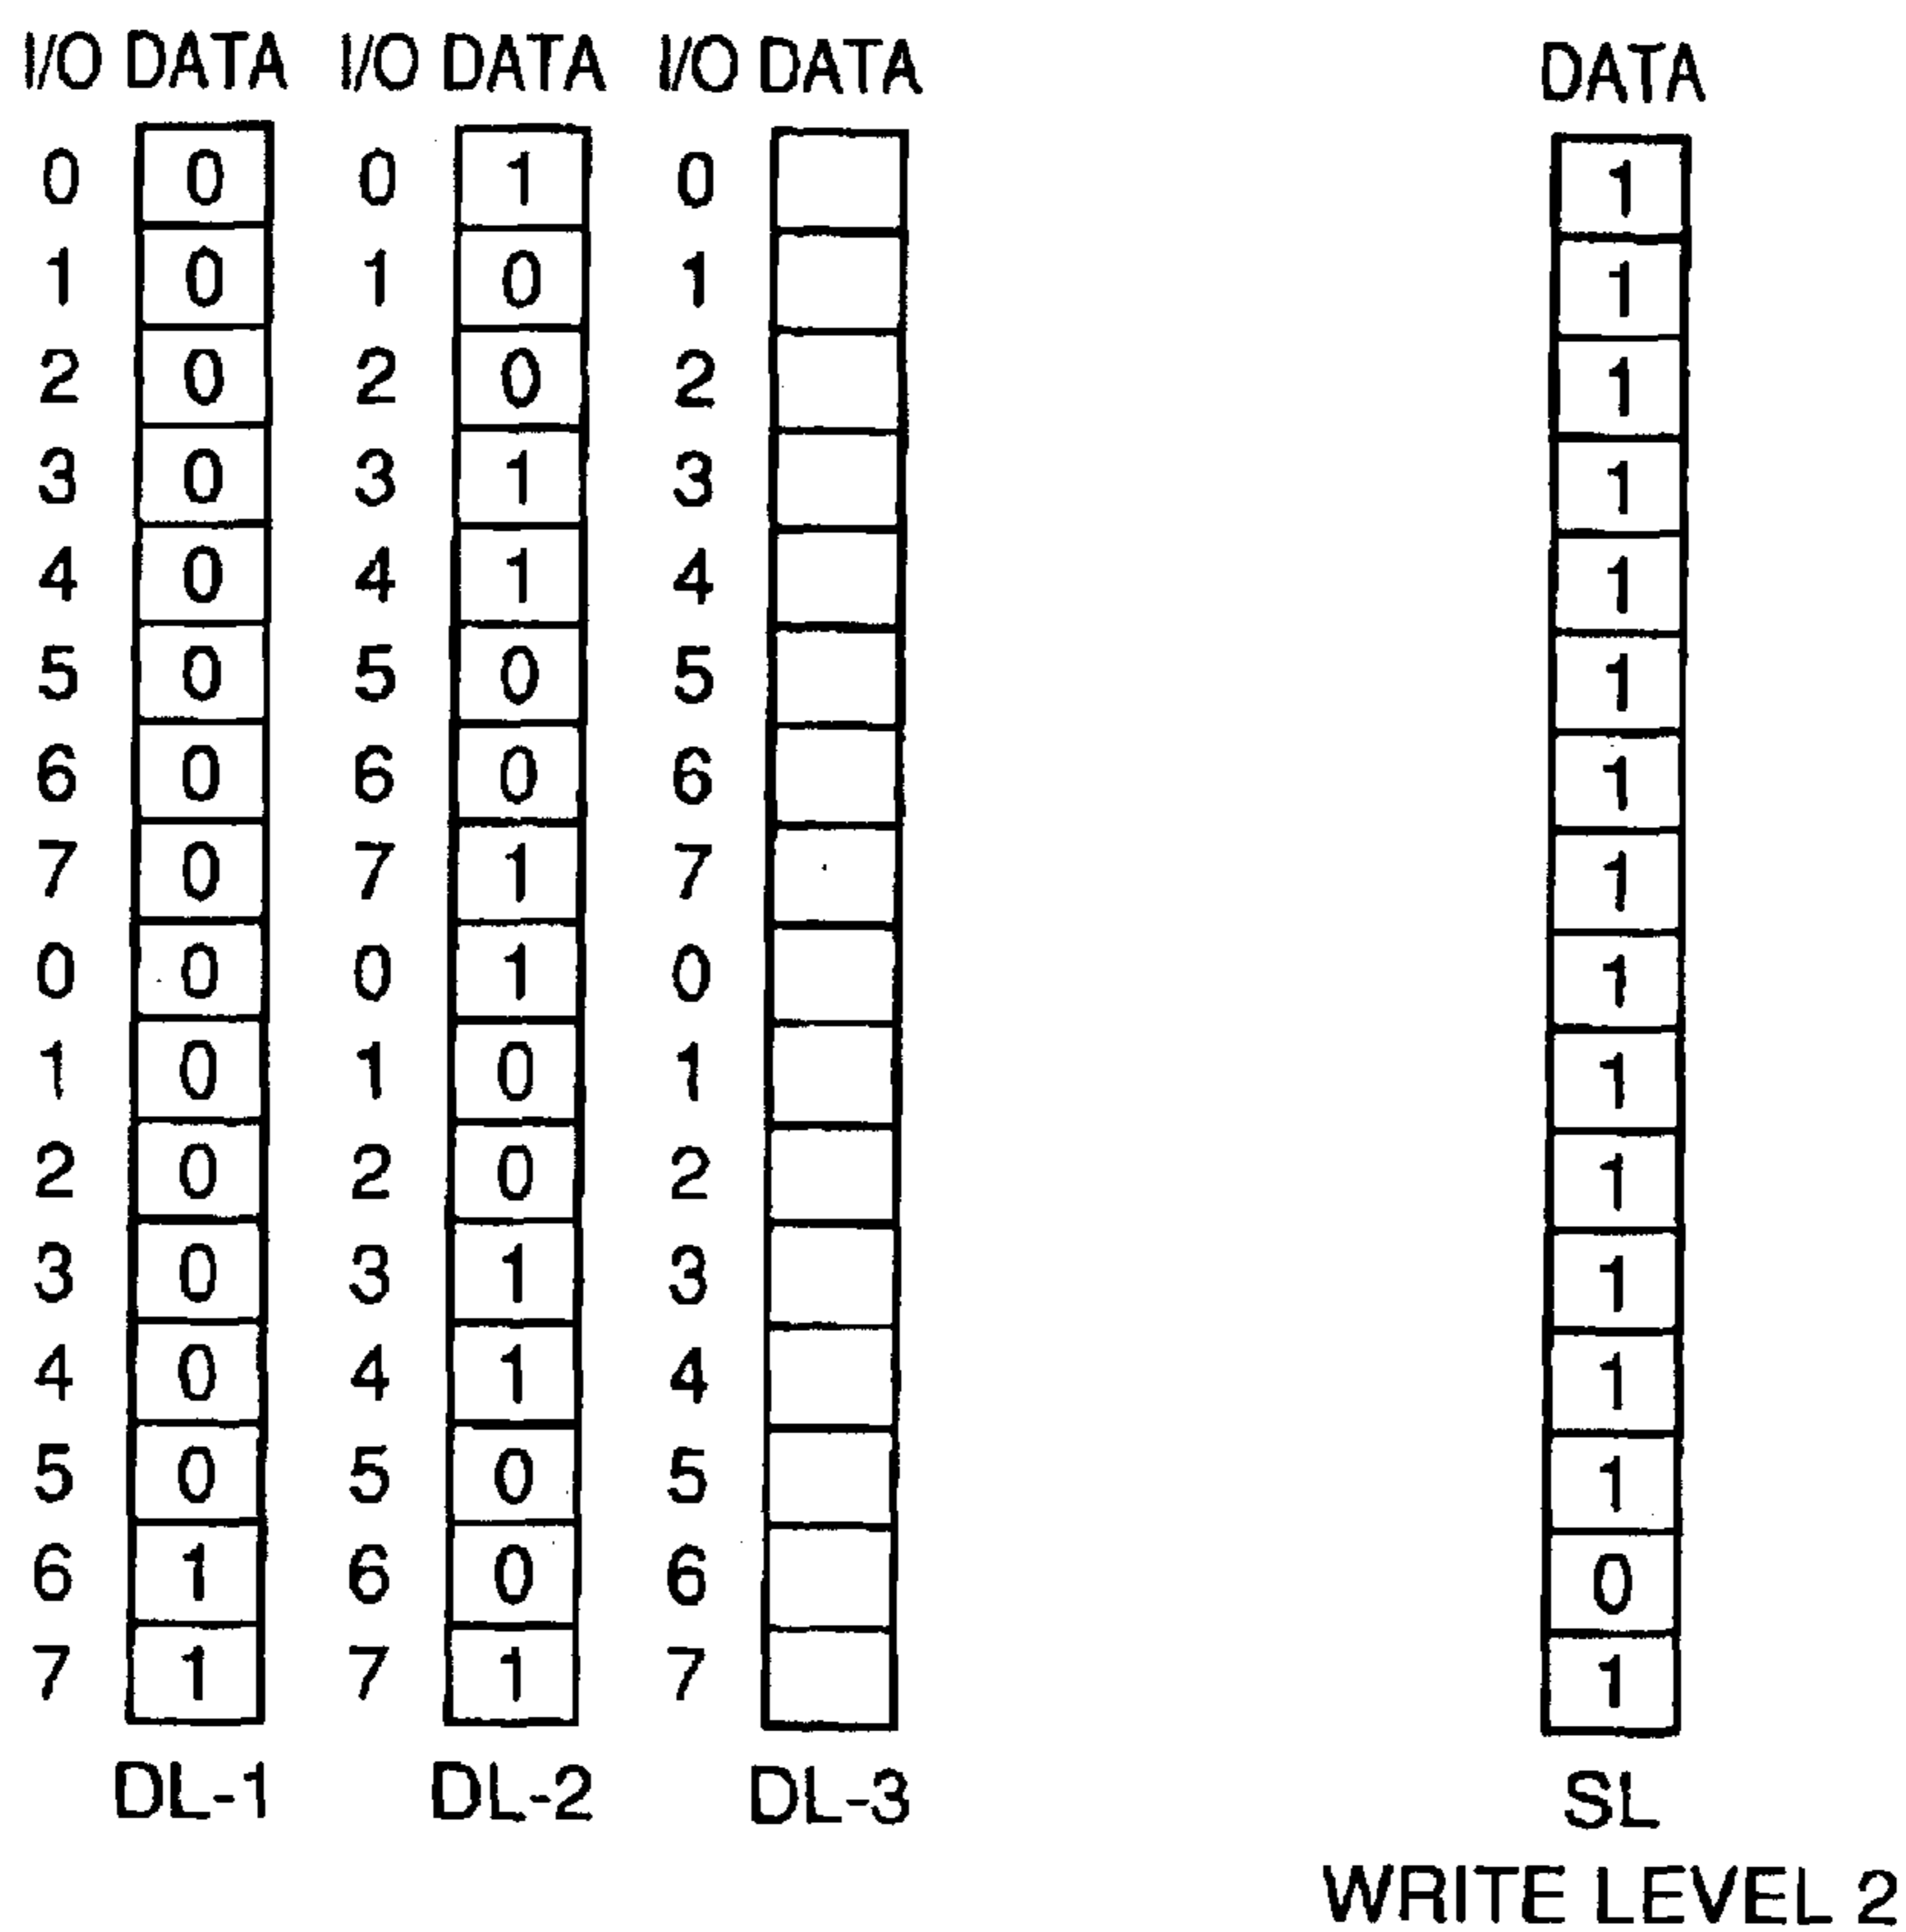 I/O DATA I/O DATA I/O DATA DATA
0 0 0 1 0 1
1 0 1 0 1 1
2 0 2 0 2 1
3 0 3 1 3 1
4 0 4 1 4 1
5 0 5 0 5 1
6 0 6 0 6 1
7 0 7 1 7 1
0 0 0 1 0 1
1 0 1 0 1 1
2 0 2 0 2 1
3 0 3 1 3 1
4 0 4 1 4 1
5 0 5 0 5 1
6 1 6 0 6 0
7 1 7 1 7 1
DL-1 DL-2 DL-3 SL
WRITE LEVEL 2